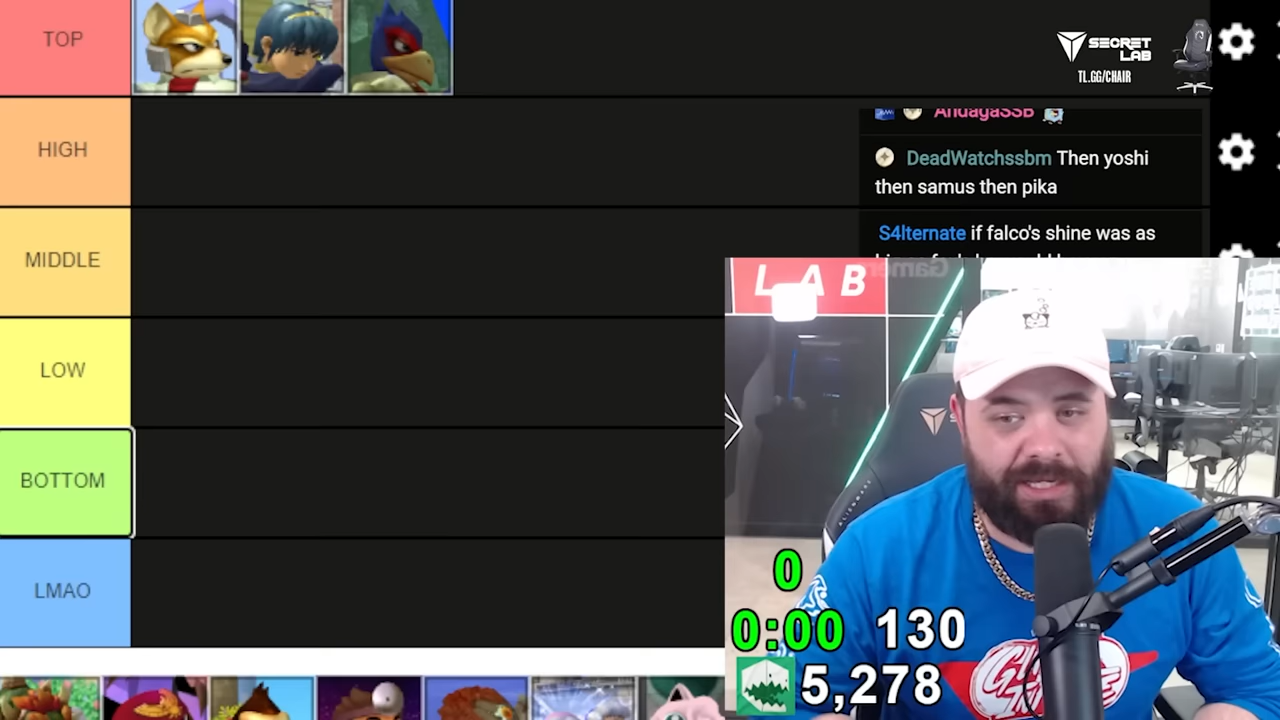 TOP
SECRET
LAB
TL.GG/CHAIR
HIGH
AndayaSSB
DeadWatchssbm Then yoshi
then samus then pika
S4lternate if falco's shine was as
MIDDLE
LAB
LOW
BOTTOM
0
0:00 130
LMAO
5,278